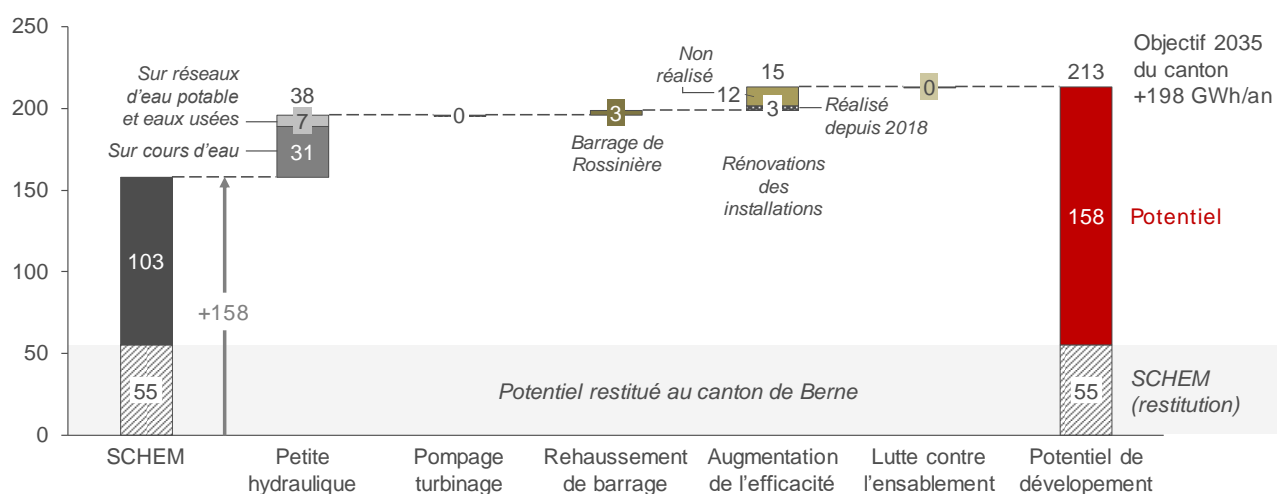 250
200
150
100
50
0
Sur réseaux
d'eau potable
et eaux usées
Sur cours d'eau
38
7
31
103
55
+158
0
3
Barrage de
Rossinière
Non
réalisé
15
12
3
Réalisé
depuis 2018
Rénovations
des
installations
0
213
158
55
Objectif 2035
du canton
+198 GWh/an
Potentiel
Potentiel restitué au canton de Berne
SCHEM
(restitution)
SCHEM
Petite
hydraulique
Pompage
turbinage
Rehaussement
de barrage
Augmentation
de l'efficacité
Lutte contre
l'ensablement
Potentiel de
dévelopement